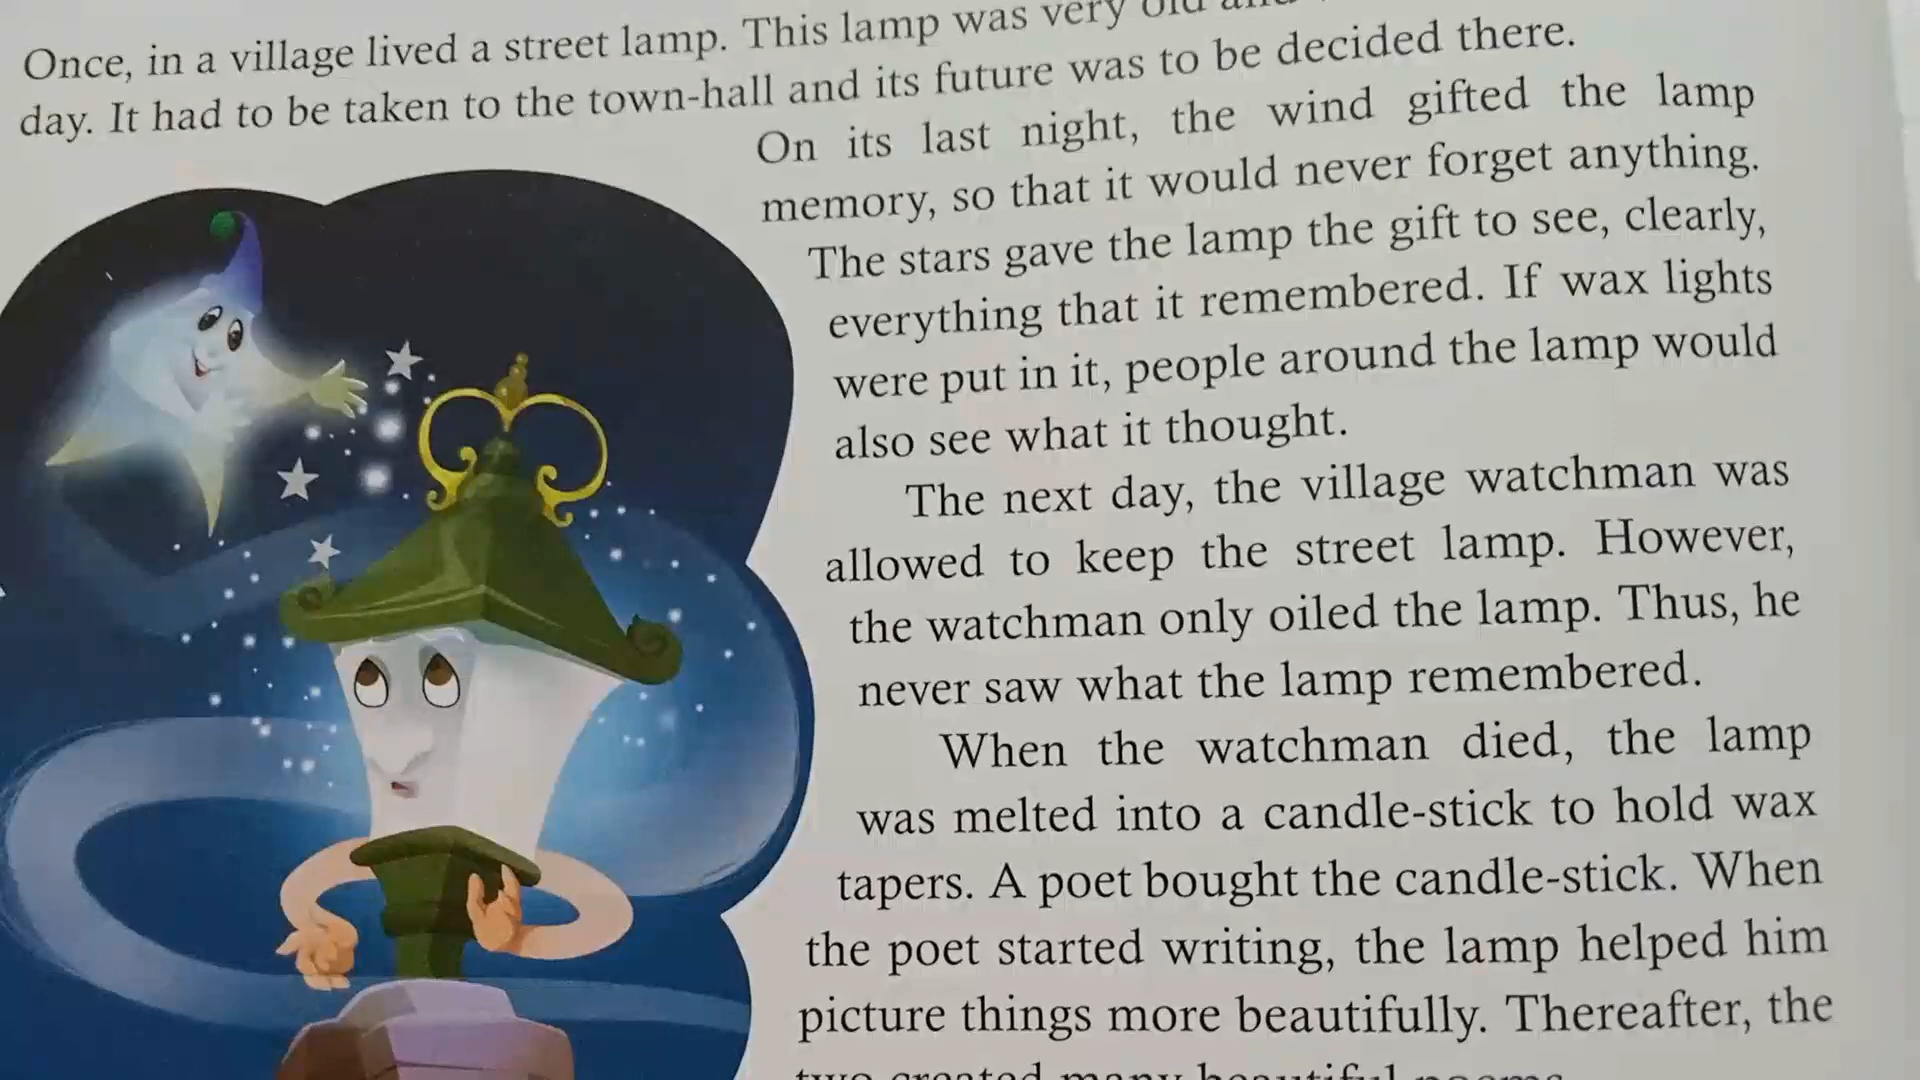 Once, in a village lived a street lamp. This lamp was very old and
day. It had to be taken to the town-hall and its future was to be decided there.
On its last night, the wind gifted the lamp
memory, so that it would never forget anything.
The stars gave the lamp the gift to see, clearly,
everything that it remembered. If wax lights
were put in it, people around the lamp would
also see what it thought.
The next day, the village watchman was
allowed to keep the street lamp. However,
the watchman only oiled the lamp. Thus, he
never saw what the lamp remembered.
When the watchman died, the lamp
was melted into a candle-stick to hold wax
tapers. A poet bought the candle-stick. When
the poet started writing, the lamp helped him
picture things more beautifully. Thereafter, the
two created many beautiful poems